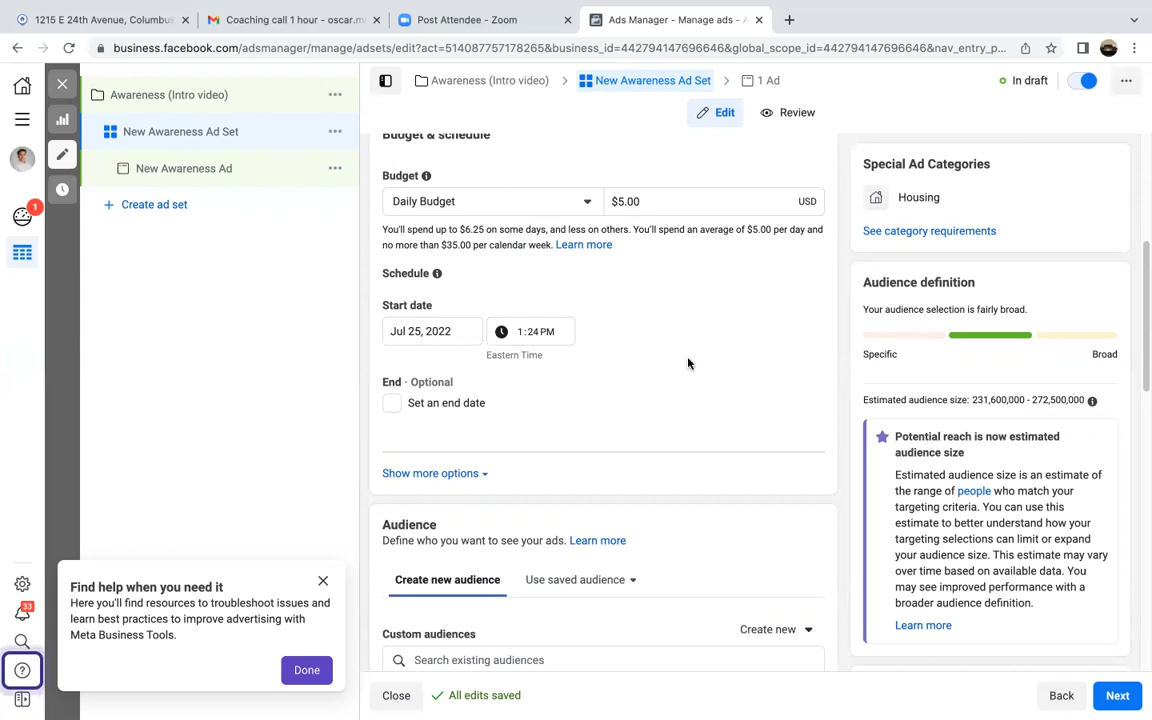 1215 E 24th Avenue, Columbu
Gmail Coaching call 1 hour - oscar.m
Post Attendee - Zoom
Ads Manager - Manage ads - A
business.facebook.com/adsmanager/manage/adsets/edit?act=514087757178265&business_id=442794147696646&global_scope_id=442794147696646&nav_entry_p...
Awareness (Intro video)
New Awareness Ad Set
New Awareness Ad
Create ad set
Awareness (Intro video)
New Awareness Ad Set
1 Ad
In draft
Edit
Review
Budget & schedule
Budget
Daily Budget
$5.00
USD
You'll spend up to $6.25 on some days, and less on others. You'll spend an average of $5.00 per day and
no more than $35.00 per calendar week. Learn more
Schedule
Start date
Jul 25, 2022
1:24 PM
Eastern Time
End · Optional
Set an end date
Show more options
Audience
Define who you want to see your ads. Learn more
Create new audience
Use saved audience
Custom audiences
Create new
Search existing audiences
Special Ad Categories
Housing
See category requirements
Audience definition
Your audience selection is fairly broad.
Specific
Broad
Estimated audience size: 231,600,000 - 272,500,000
Potential reach is now estimated
audience size
Estimated audience size is an estimate of
the range of people who match your
targeting criteria. You can use this
estimate to better understand how your
targeting selections can limit or expand
your audience size. This estimate may vary
over time based on available data. You
may see improved performance with a
broader audience definition.
Learn more
1
33
Find help when you need it
Here you'll find resources to troubleshoot issues and
learn best practices to improve advertising with
Meta Business Tools.
Done
Close
All edits saved
Back
Next